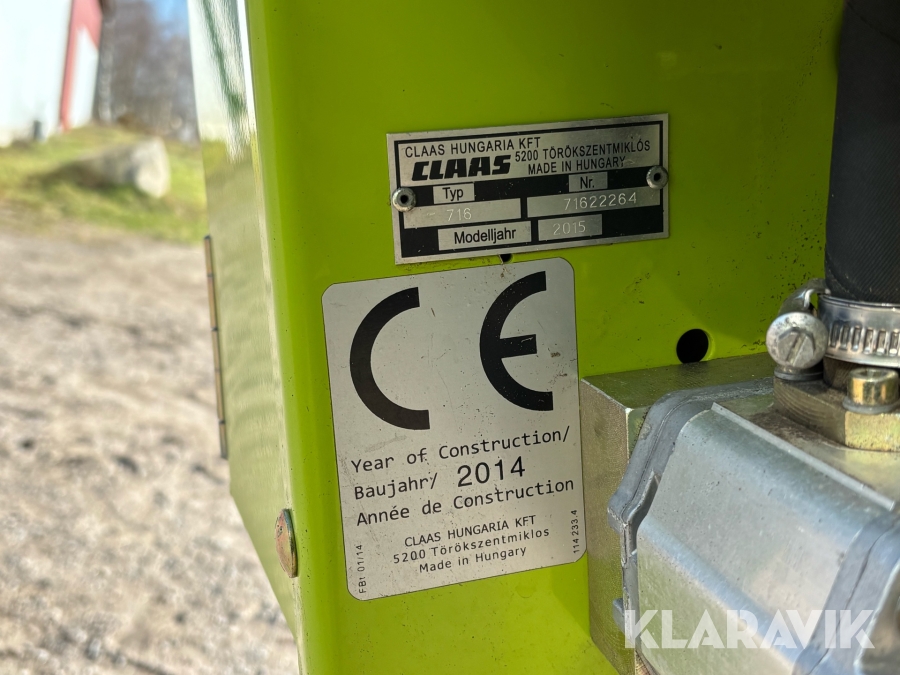 CLAAS HUNGARIA KFT
CLAAS 5200 TÖRÖKSZENTMIKLÓS
MADE IN HUNGARY
Typ Nr.
716 71622264
Modelljahr 2015
CE
Year of Construction/
Baujahr/ 2014
Année de Construction
CLAAS HUNGARIA KFT
5200 Törökszentmiklos
Made in Hungary
FBt 01/14
114 233.4
KLARAVIK